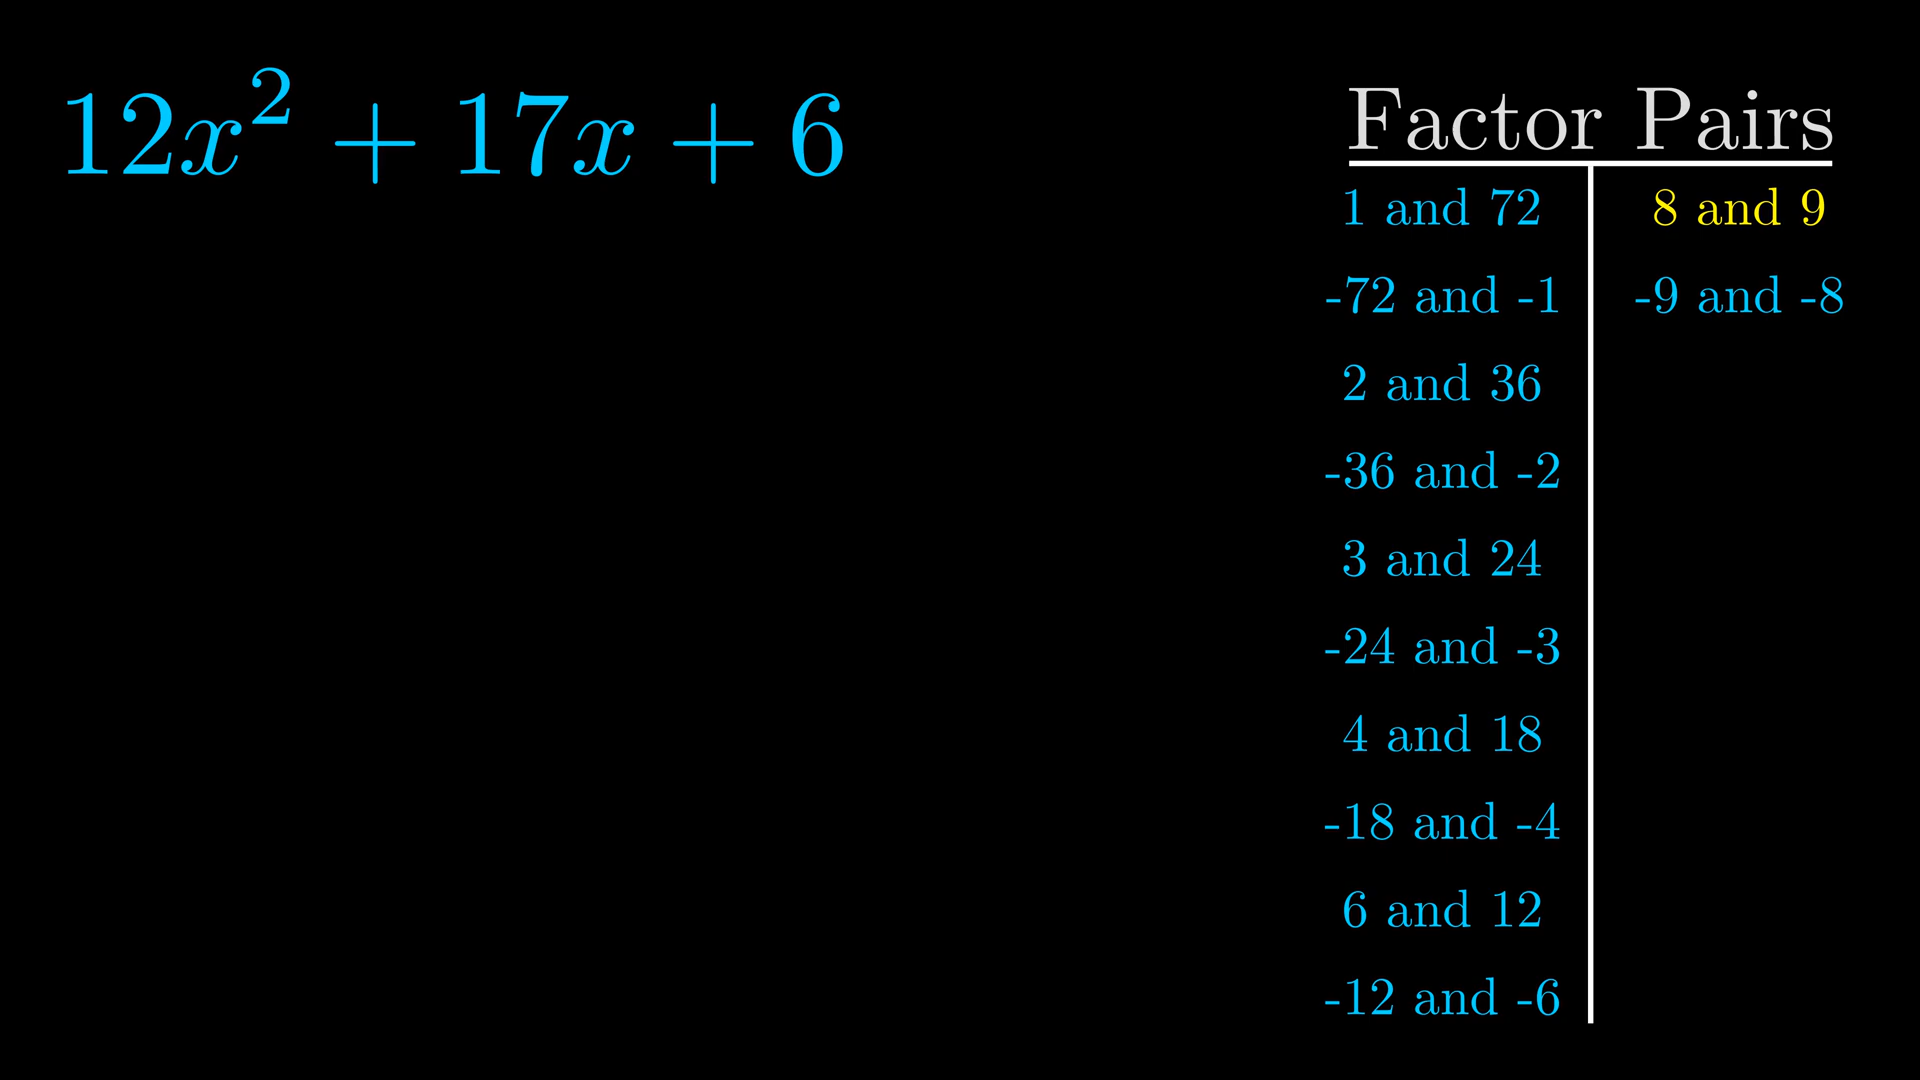 12x² + 17x + 6
Factor Pairs
1 and 72
-72 and -1
2 and 36
-36 and -2
3 and 24
-24 and -3
4 and 18
-18 and -4
6 and 12
-12 and -6
8 and 9
-9 and -8